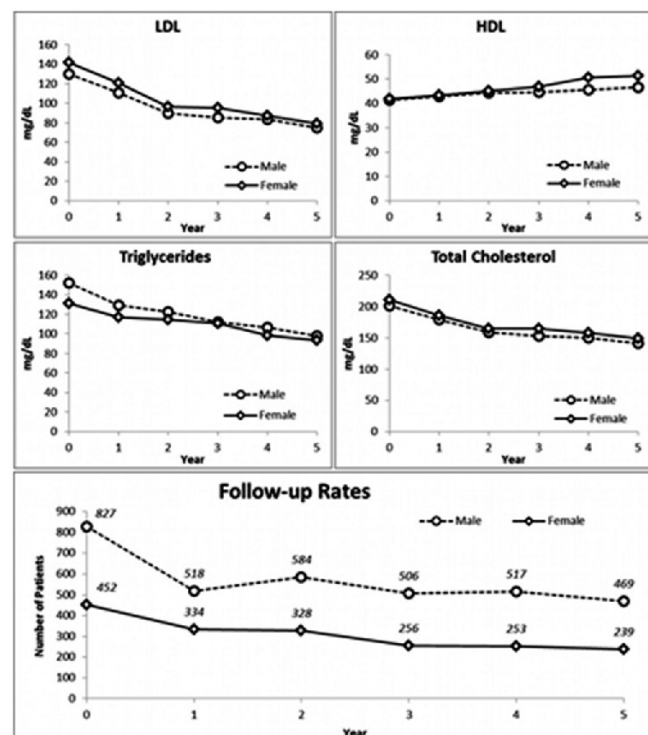 LDL
160
140
120
100
80
60
40
20
0
mg/dL
Male
Female
0 1 2 3 4 5
Year
HDL
60
50
40
30
20
10
0
mg/dL
Male
Female
0 1 2 3 4 5
Year
Triglycerides
160
140
120
100
80
60
40
20
0
mg/dL
Male
Female
0 1 2 3 4 5
Year
Total Cholesterol
250
200
150
100
50
0
mg/dL
Male
Female
0 1 2 3 4 5
Year
Follow-up Rates
Male Female
900
800
700
600
500
400
300
200
100
0
Number of Patients
827
518 584 506 517 469
452 334 328 256 253 239
0 1 2 3 4 5
Year